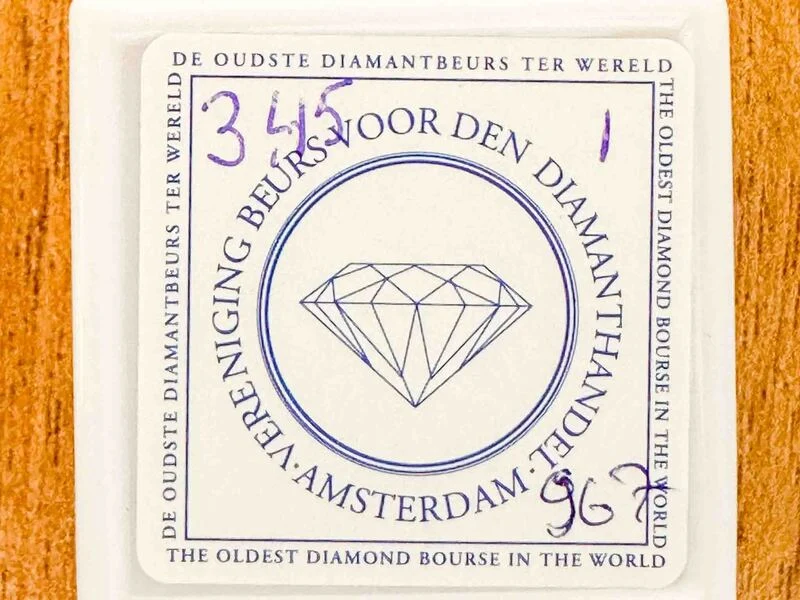 DE OUDSTE DIAMANTBEURS TER WERELD
THE OLDEST DIAMOND BOURSE IN THE WORLD
DE OUDSTE DIAMANTBEURS TER WERELD
345
1
VERENIGING BEURS VOOR DEN DIAMANTHANDEL
·AMSTERDAM·
967
THE OLDEST DIAMOND BOURSE IN THE WORLD